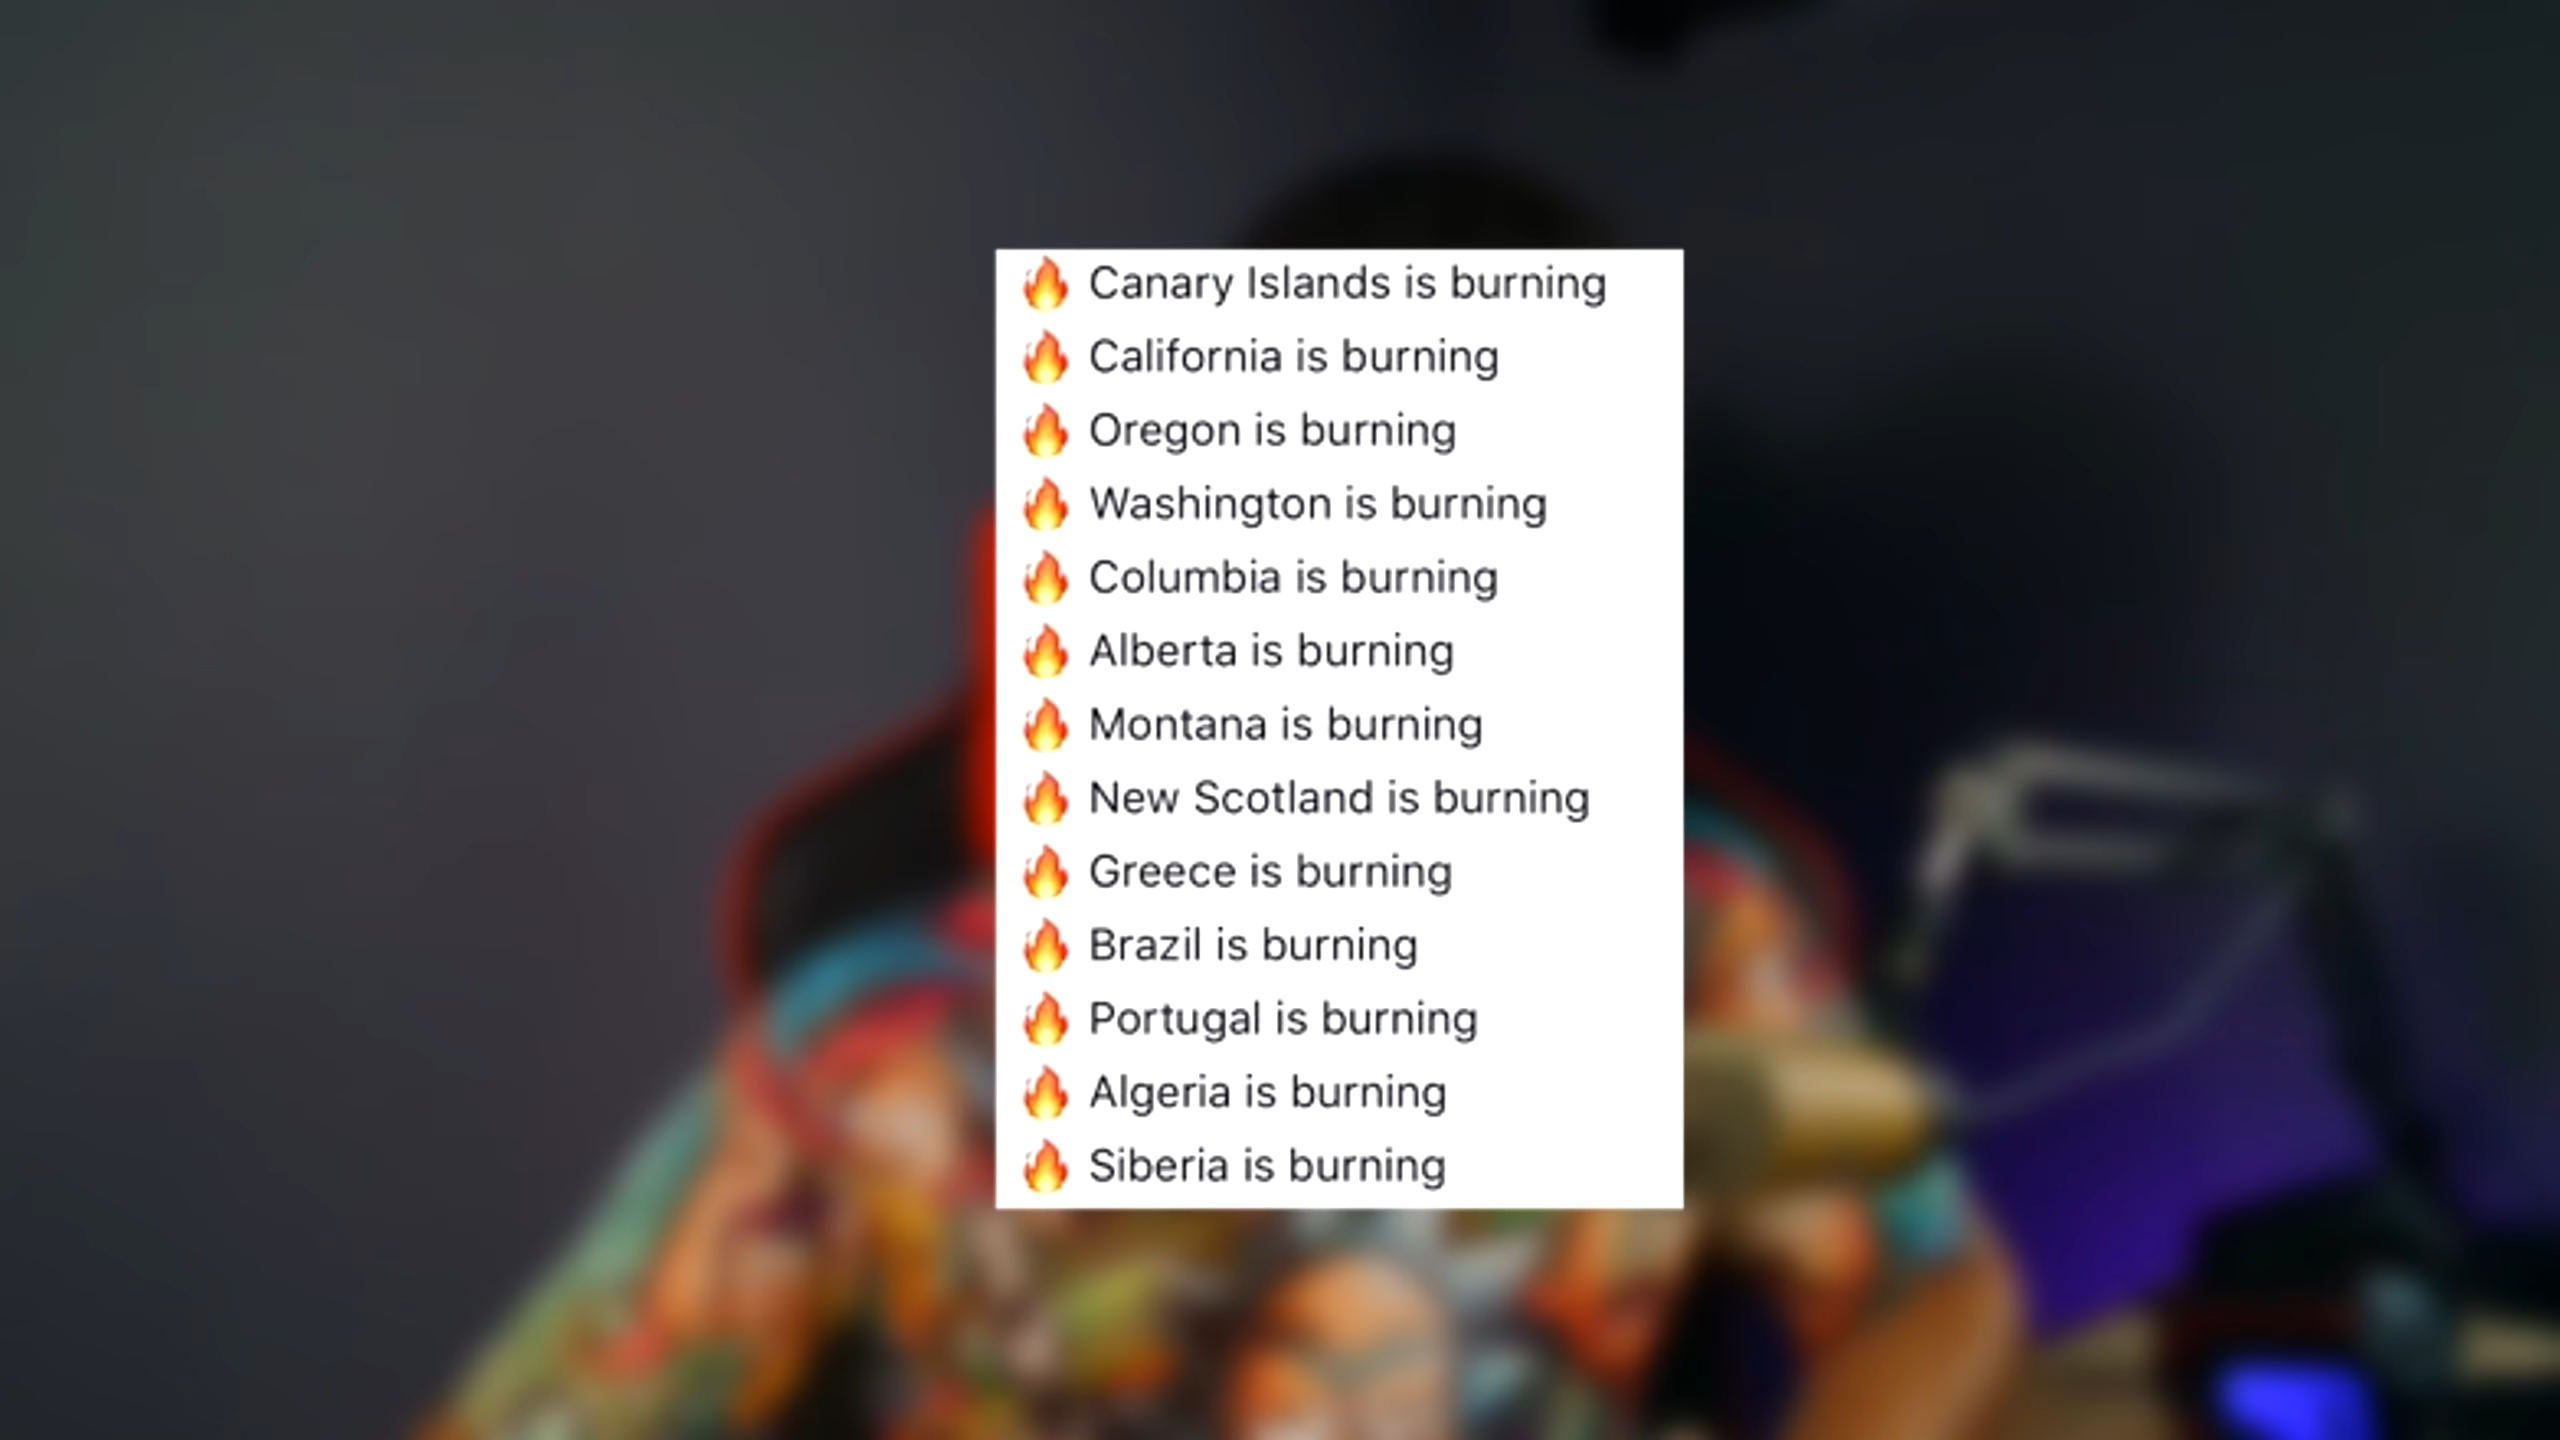 🔥 Canary Islands is burning
🔥 California is burning
🔥 Oregon is burning
🔥 Washington is burning
🔥 Columbia is burning
🔥 Alberta is burning
🔥 Montana is burning
🔥 New Scotland is burning
🔥 Greece is burning
🔥 Brazil is burning
🔥 Portugal is burning
🔥 Algeria is burning
🔥 Siberia is burning